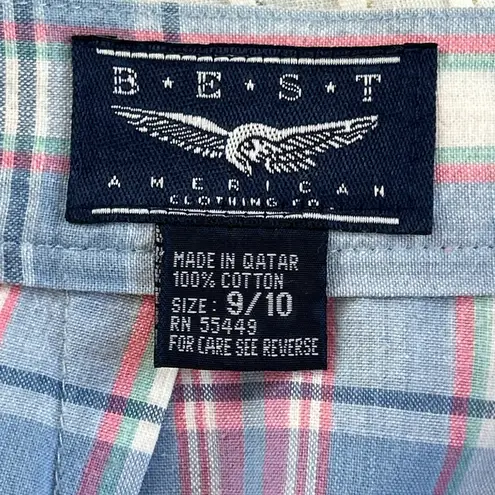 B★E★S★T
AMERICAN
CLOTHING CO.
MADE IN QATAR
100% COTTON
SIZE: 9/10
RN 55449
FOR CARE SEE REVERSE